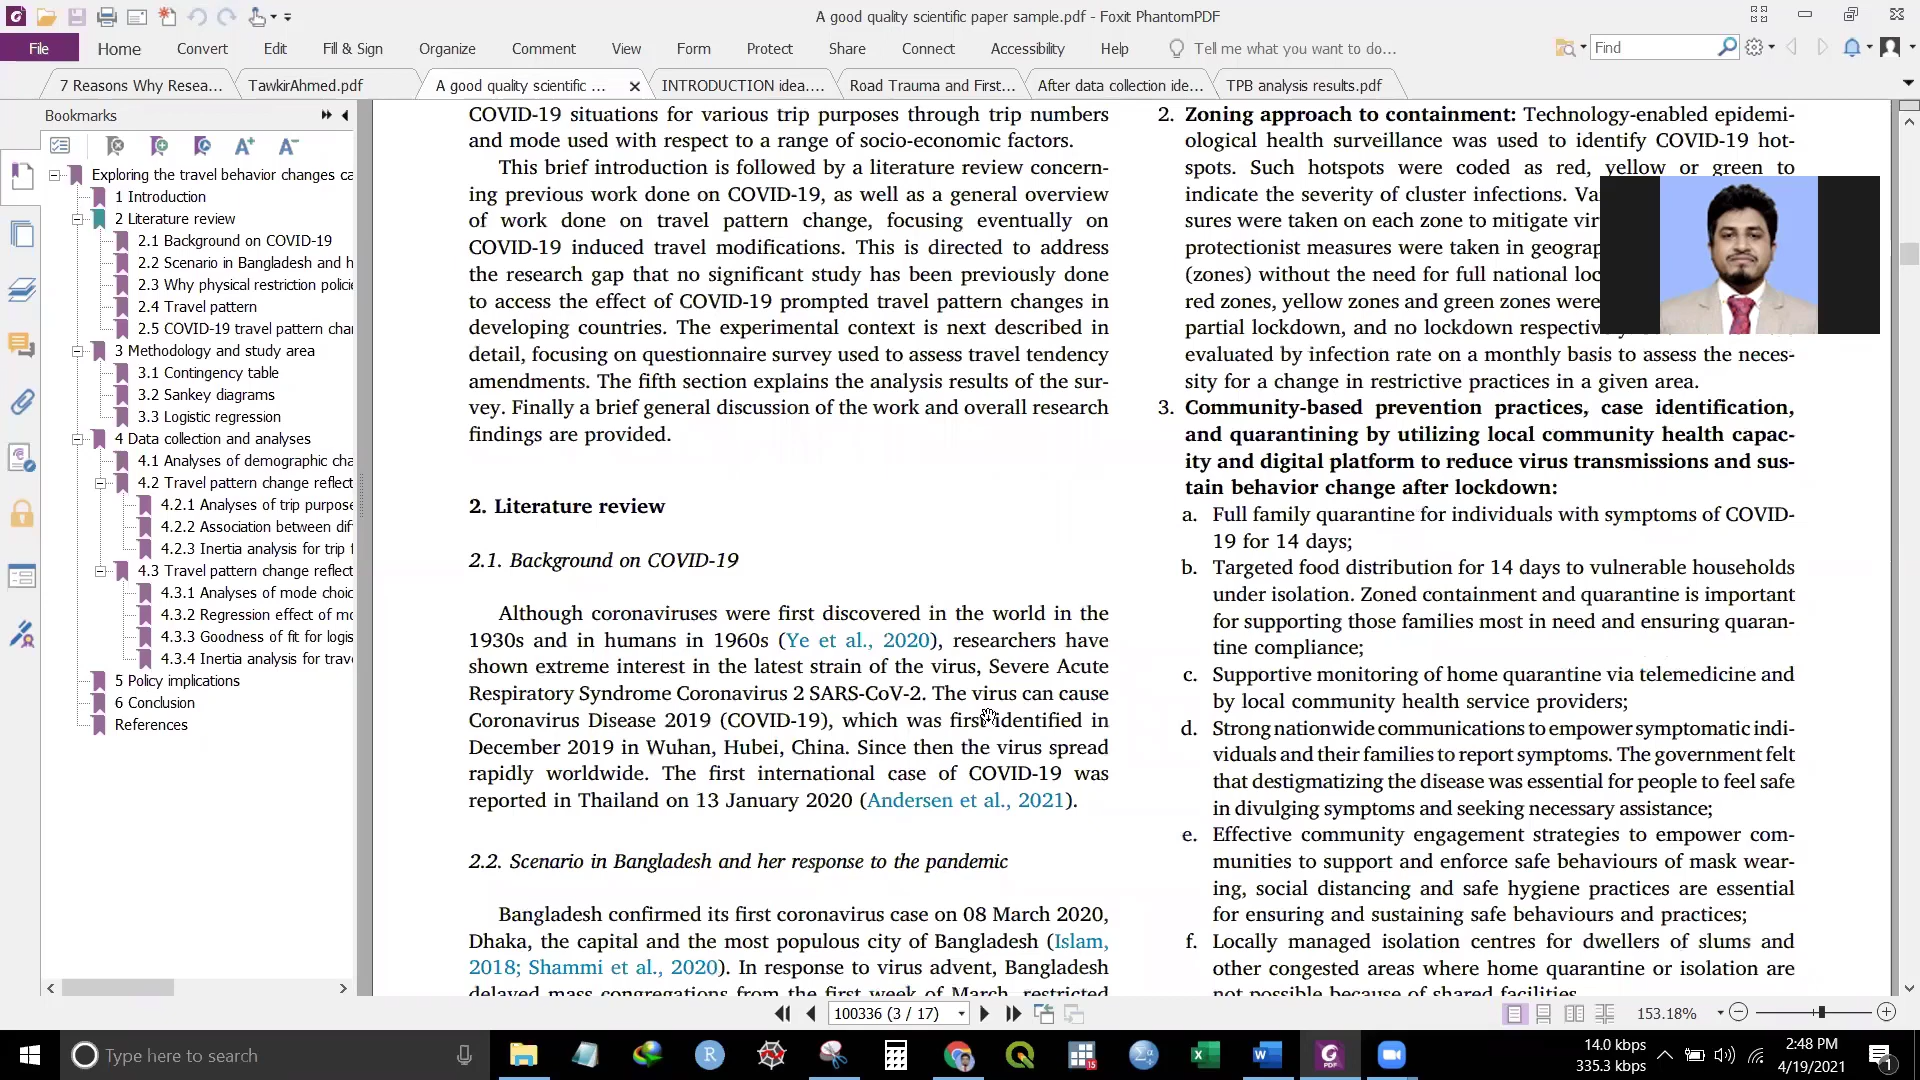 A good quality scientific paper sample.pdf - Foxit PhantomPDF
File Home Convert Edit Fill & Sign Organize Comment View Form Protect Share Connect Accessibility Help Tell me what you want to do... Find
7 Reasons Why Resea... TawkirAhmed.pdf A good quality scientific ... INTRODUCTION idea.... Road Trauma and First... After data collection ide... TPB analysis results.pdf
Bookmarks
Exploring the travel behavior changes ca
1 Introduction
2 Literature review
2.1 Background on COVID-19
2.2 Scenario in Bangladesh and h
2.3 Why physical restriction polici
2.4 Travel pattern
2.5 COVID-19 travel pattern cha
3 Methodology and study area
3.1 Contingency table
3.2 Sankey diagrams
3.3 Logistic regression
4 Data collection and analyses
4.1 Analyses of demographic cha
4.2 Travel pattern change reflect
4.2.1 Analyses of trip purpose
4.2.2 Association between dif
4.2.3 Inertia analysis for trip f
4.3 Travel pattern change reflect
4.3.1 Analyses of mode choic
4.3.2 Regression effect of mo
4.3.3 Goodness of fit for logis
4.3.4 Inertia analysis for trave
5 Policy implications
6 Conclusion
References
COVID-19 situations for various trip purposes through trip numbers
and mode used with respect to a range of socio-economic factors.
This brief introduction is followed by a literature review concern-
ing previous work done on COVID-19, as well as a general overview
of work done on travel pattern change, focusing eventually on
COVID-19 induced travel modifications. This is directed to address
the research gap that no significant study has been previously done
to access the effect of COVID-19 prompted travel pattern changes in
developing countries. The experimental context is next described in
detail, focusing on questionnaire survey used to assess travel tendency
amendments. The fifth section explains the analysis results of the sur-
vey. Finally a brief general discussion of the work and overall research
findings are provided.
2. Literature review
2.1. Background on COVID-19
Although coronaviruses were first discovered in the world in the
1930s and in humans in 1960s (Ye et al., 2020), researchers have
shown extreme interest in the latest strain of the virus, Severe Acute
Respiratory Syndrome Coronavirus 2 SARS-CoV-2. The virus can cause
Coronavirus Disease 2019 (COVID-19), which was first identified in
December 2019 in Wuhan, Hubei, China. Since then the virus spread
rapidly worldwide. The first international case of COVID-19 was
reported in Thailand on 13 January 2020 (Andersen et al., 2021).
2.2. Scenario in Bangladesh and her response to the pandemic
Bangladesh confirmed its first coronavirus case on 08 March 2020,
Dhaka, the capital and the most populous city of Bangladesh (Islam,
2018; Shammi et al., 2020). In response to virus advent, Bangladesh
delayed mass congregations from the first week of March, restricted
2. Zoning approach to containment: Technology-enabled epidemi-
ological health surveillance was used to identify COVID-19 hot-
spots. Such hotspots were coded as red, yellow or green to
indicate the severity of cluster infections. Va
sures were taken on each zone to mitigate vir
protectionist measures were taken in geograp
(zones) without the need for full national loc
red zones, yellow zones and green zones were
partial lockdown, and no lockdown respectiv
evaluated by infection rate on a monthly basis to assess the neces-
sity for a change in restrictive practices in a given area.
3. Community-based prevention practices, case identification,
and quarantining by utilizing local community health capac-
ity and digital platform to reduce virus transmissions and sus-
tain behavior change after lockdown:
a. Full family quarantine for individuals with symptoms of COVID-
19 for 14 days;
b. Targeted food distribution for 14 days to vulnerable households
under isolation. Zoned containment and quarantine is important
for supporting those families most in need and ensuring quaran-
tine compliance;
c. Supportive monitoring of home quarantine via telemedicine and
by local community health service providers;
d. Strong nationwide communications to empower symptomatic indi-
viduals and their families to report symptoms. The government felt
that destigmatizing the disease was essential for people to feel safe
in divulging symptoms and seeking necessary assistance;
e. Effective community engagement strategies to empower com-
munities to support and enforce safe behaviours of mask wear-
ing, social distancing and safe hygiene practices are essential
for ensuring and sustaining safe behaviours and practices;
f. Locally managed isolation centres for dwellers of slums and
other congested areas where home quarantine or isolation are
not possible because of shared facilities
100336 (3 / 17) 153.18%
Type here to search
14.0 kbps 2:48 PM
335.3 kbps 4/19/2021